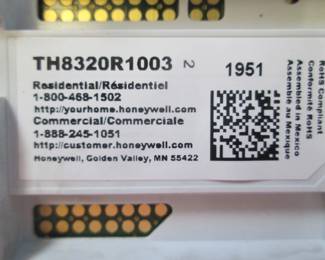 TH8320R1003 2
1951
Residential/Résidentiel
1-800-468-1502
http://yourhome.honeywell.com
Commercial/Commerciale
1-888-245-1051
http://customer.honeywell.com
Honeywell, Golden Valley, MN 55422
RoHS Compliant
Conformité RoHS
Assembled in Mexico
Assemblé au Mexique